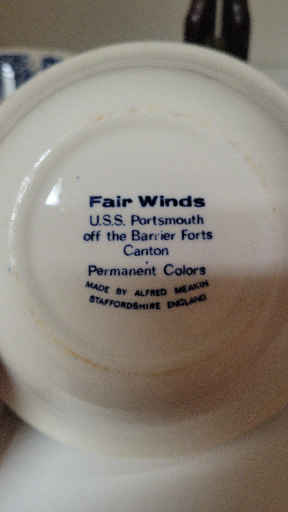 Fair Winds
U.S.S. Portsmouth
off the Barrier Forts
Canton
Permanent Colors
MADE BY ALFRED MEAKIN
STAFFORDSHIRE ENGLAND